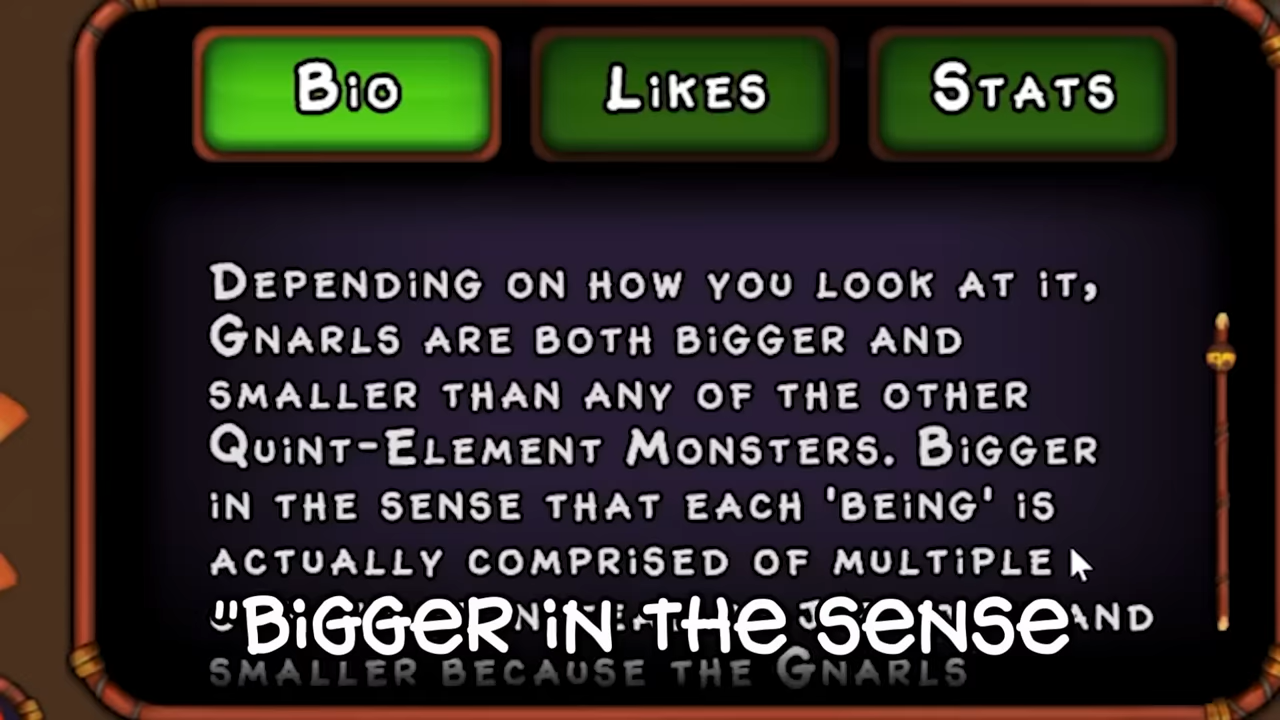 Bio
Likes
Stats
Depending on how you look at it,
Gnarls are both bigger and
smaller than any of the other
Quint-Element Monsters. Bigger
in the sense that each 'being' is
actually comprised of multiple
and
"Bigger in the sense
smaller because the Gnarls